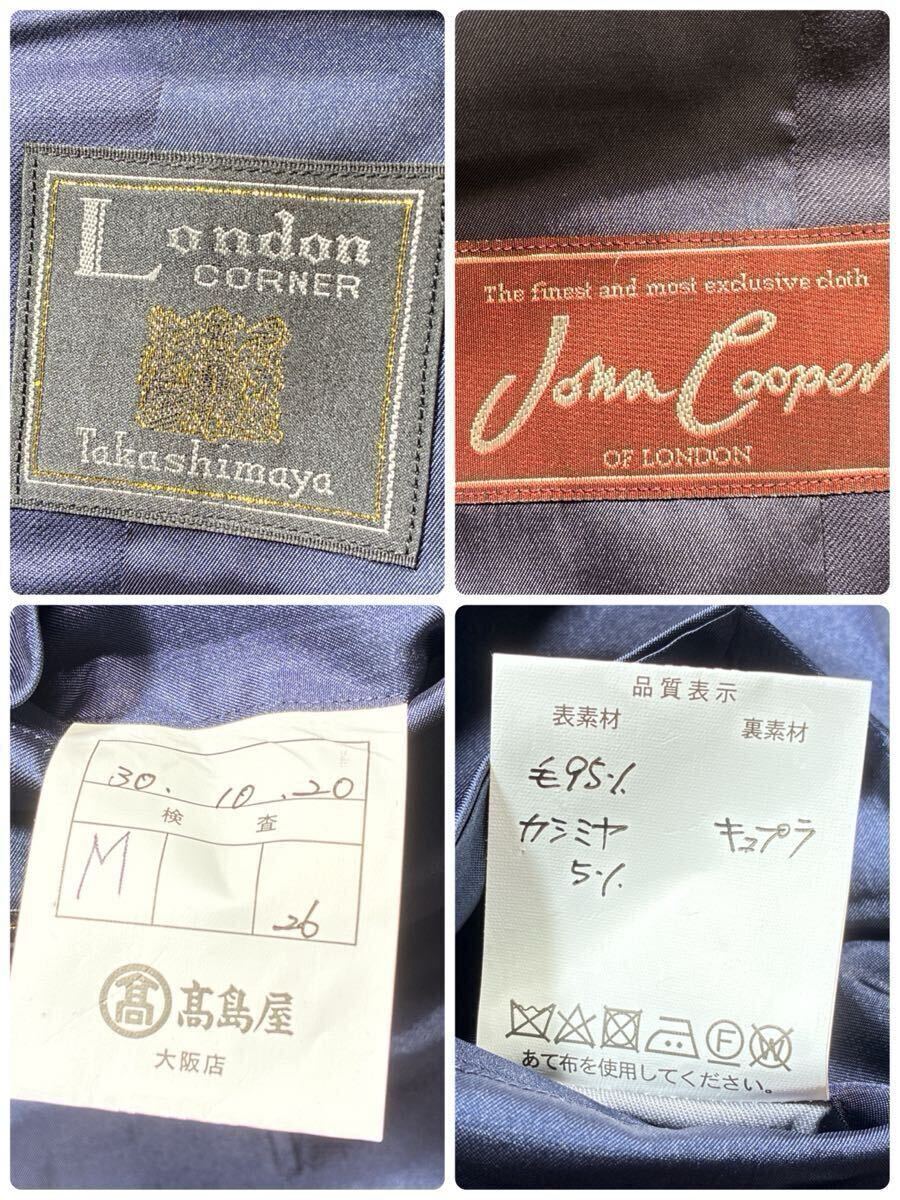 London
CORNER
Takashimaya
The finest and most exclusive cloth
John Cooper
OF LONDON
30.10.20
検査
M
26
髙 髙島屋
大阪店
品質表示
表素材 裏素材
毛95%
カシミヤ キュプラ
5%
F W
あて布を使用してください。